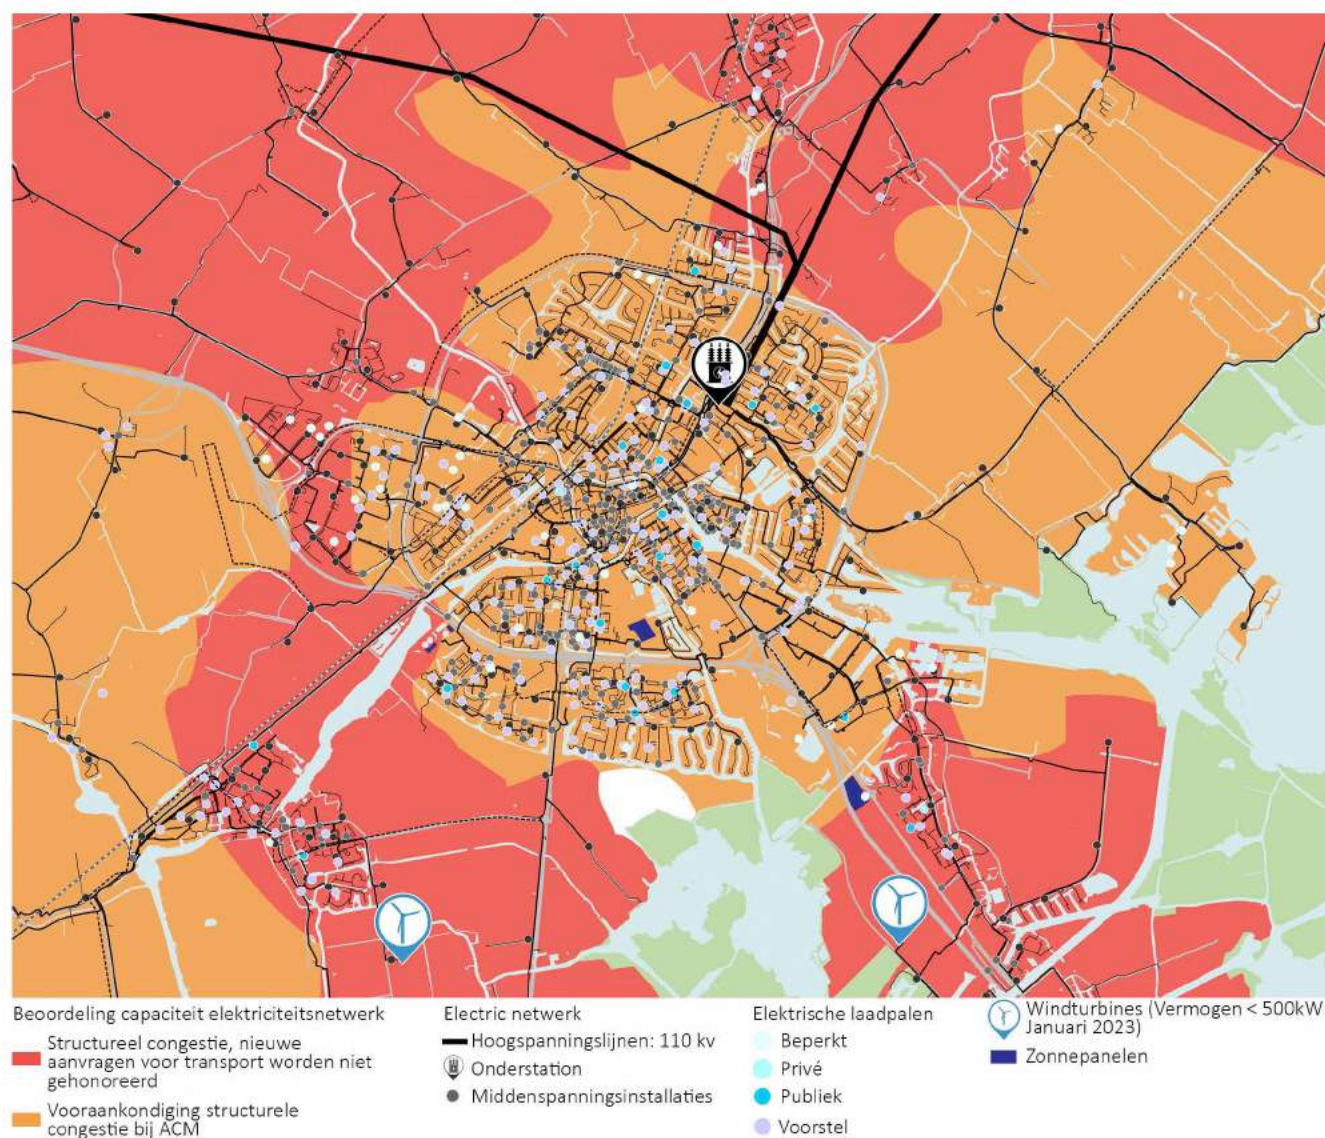 Beoordeling capaciteit elektriciteitsnetwerk
Structureel congestie, nieuwe
aanvragen voor transport worden niet
gehonoreerd
Vooraankondiging structurele
congestie bij ACM
Electric netwerk
Hoogspanningslijnen: 110 kv
Onderstation
Middenspanningsinstallaties
Elektrische laadpalen
Beperkt
Privé
Publiek
Voorstel
Windturbines (Vermogen < 500kW
Januari 2023)
Zonnepanelen